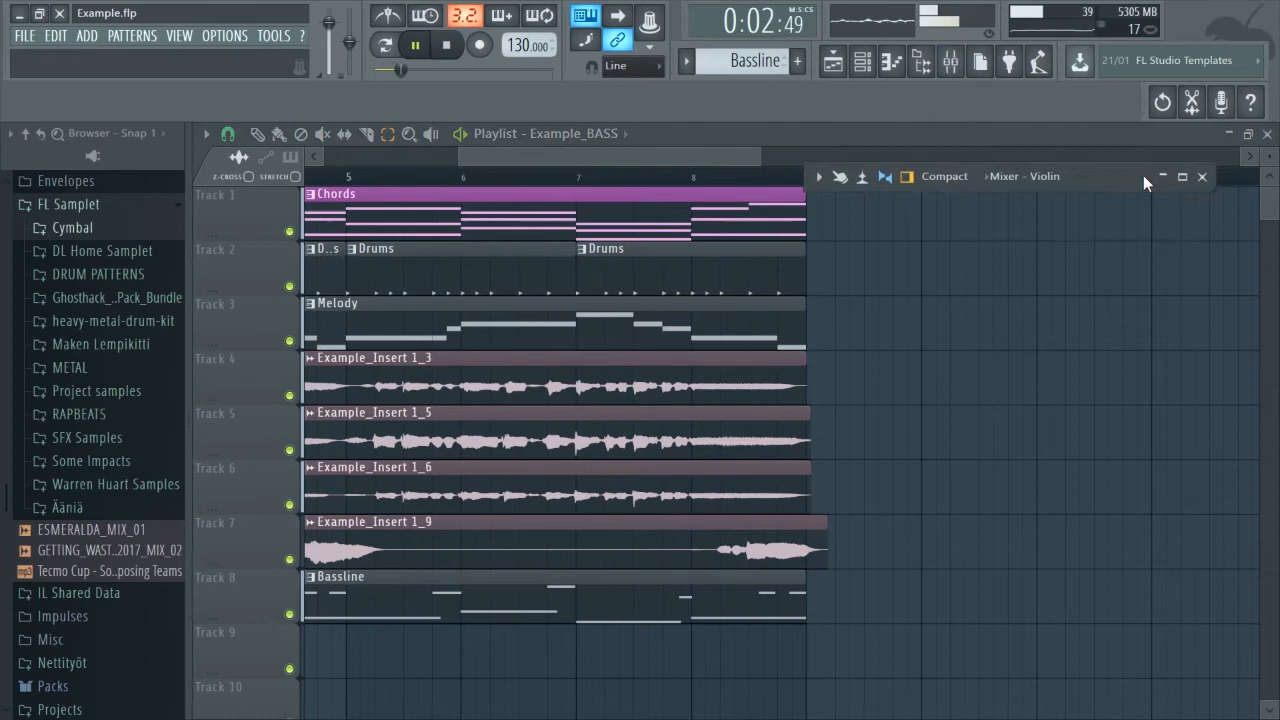 Example.flp
FILE EDIT ADD PATTERNS VIEW OPTIONS TOOLS ?
3.2.
130.000
Line
0:02:49
M:S:CS
Bassline
39
5305 MB
17
21/01 FL Studio Templates
Browser - Snap 1
Playlist - Example_BASS
Z-CROSS STRETCH
5 6 7 8
Compact
Mixer - Violin
Envelopes
FL Samplet
Cymbal
DL Home Samplet
DRUM PATTERNS
Ghosthack_..Pack_Bundle
heavy-metal-drum-kit
Maken Lempikitti
METAL
Project samples
RAPBEATS
SFX Samples
Some Impacts
Warren Huart Samples
Ääniä
ESMERALDA_MIX_01
GETTING_WAST..2017_MIX_02
Tecmo Cup - So..posing Teams
IL Shared Data
Impulses
Misc
Nettityöt
Packs
Projects
Track 1
Chords
Track 2
D..s
Drums
Drums
Track 3
Melody
Track 4
Example_Insert 1_3
Track 5
Example_Insert 1_5
Track 6
Example_Insert 1_6
Track 7
Example_Insert 1_9
Track 8
Bassline
Track 9
Track 10